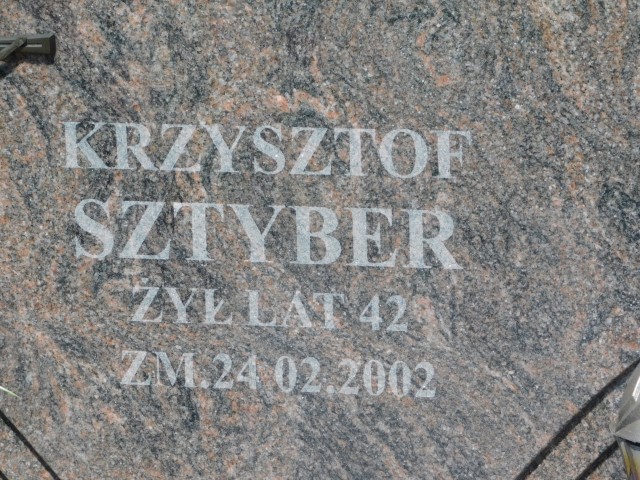 KRZYSZTOF
SZTYBER
ŻYŁ LAT 42
ZM.24 02.2002